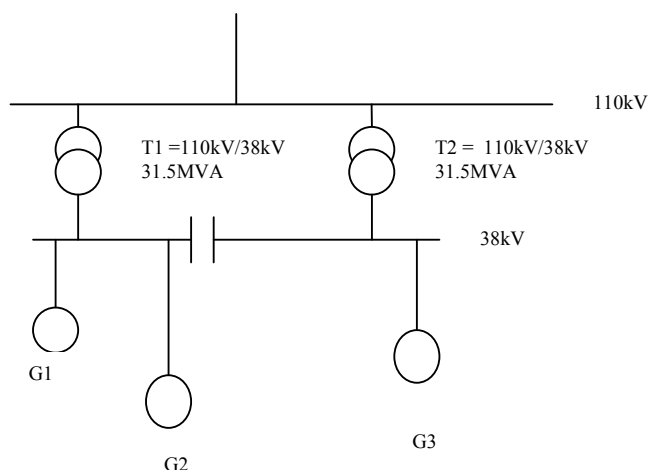 110kV
T1 =110kV/38kV
31.5MVA
T2 = 110kV/38kV
31.5MVA
38kV
G1
G2
G3